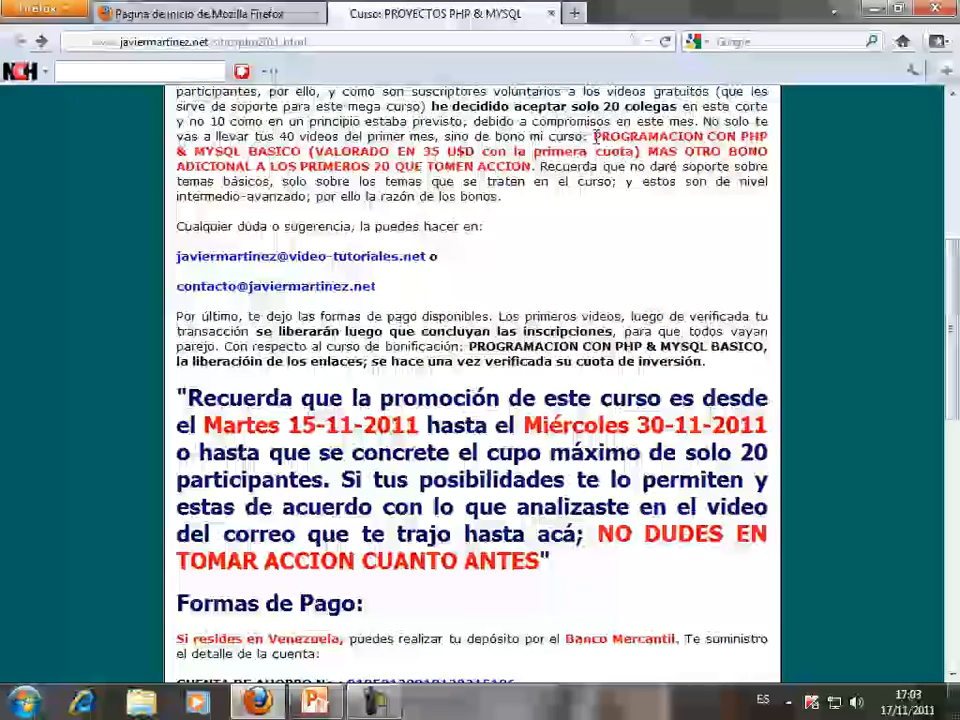 Firefox
Pagina de inicio de Mozilla Firefox
Curso: PROYECTOS PHP & MYSQL
Google
NCH
participantes, por ello, y como son suscriptores voluntarios a los videos gratuitos (que les
sirve de soporte para este mega curso) he decidido aceptar solo 20 colegas en este corte
y no 10 como en un principio estaba previsto, debido a compromisos en este mes. No solo te
vas a llevar tus 40 videos del primer mes, sino de bono mi curso: PROGRAMACION CON PHP
& MYSQL BASICO (VALORADO EN 35 U$D con la primera cuota) MAS OTRO BONO
ADICIONAL A LOS PRIMEROS 20 QUE TOMEN ACCION. Recuerda que no daré soporte sobre
temas básicos, solo sobre los temas que se traten en el curso; y estos son de nivel
intermedio-avanzado; por ello la razón de los bonos.
Cualquier duda o sugerencia, la puedes hacer en:
javiermartinez@video-tutoriales.net o
contacto@javiermartinez.net
Por último, te dejo las formas de pago disponibles. Los primeros videos, luego de verificada tu
transacción se liberarán luego que concluyan las inscripciones, para que todos vayan
parejo. Con respecto al curso de bonificación: PROGRAMACION CON PHP & MYSQL BASICO,
la liberacióin de los enlaces; se hace una vez verificada su cuota de inversión.
"Recuerda que la promoción de este curso es desde
el Martes 15-11-2011 hasta el Miércoles 30-11-2011
o hasta que se concrete el cupo máximo de solo 20
participantes. Si tus posibilidades te lo permiten y
estas de acuerdo con lo que analizaste en el video
del correo que te trajo hasta acá; NO DUDES EN
TOMAR ACCION CUANTO ANTES"
Formas de Pago:
Si resides en Venezuela, puedes realizar tu depósito por el Banco Mercantil. Te suministro
el detalle de la cuenta:
CUENTA DE AHORRO
ES
17:03
17/11/2011